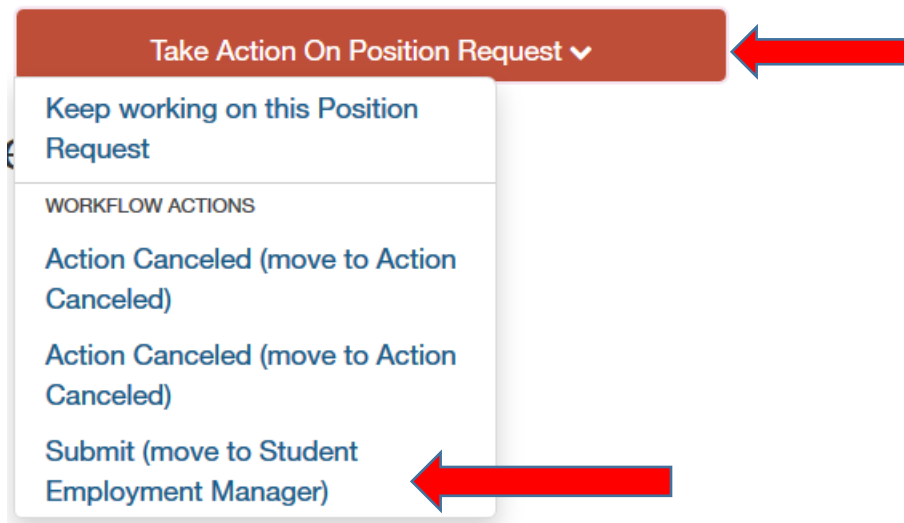 Take Action On Position Request
Keep working on this Position
Request
WORKFLOW ACTIONS
Action Canceled (move to Action
Canceled)
Action Canceled (move to Action
Canceled)
Submit (move to Student
Employment Manager)